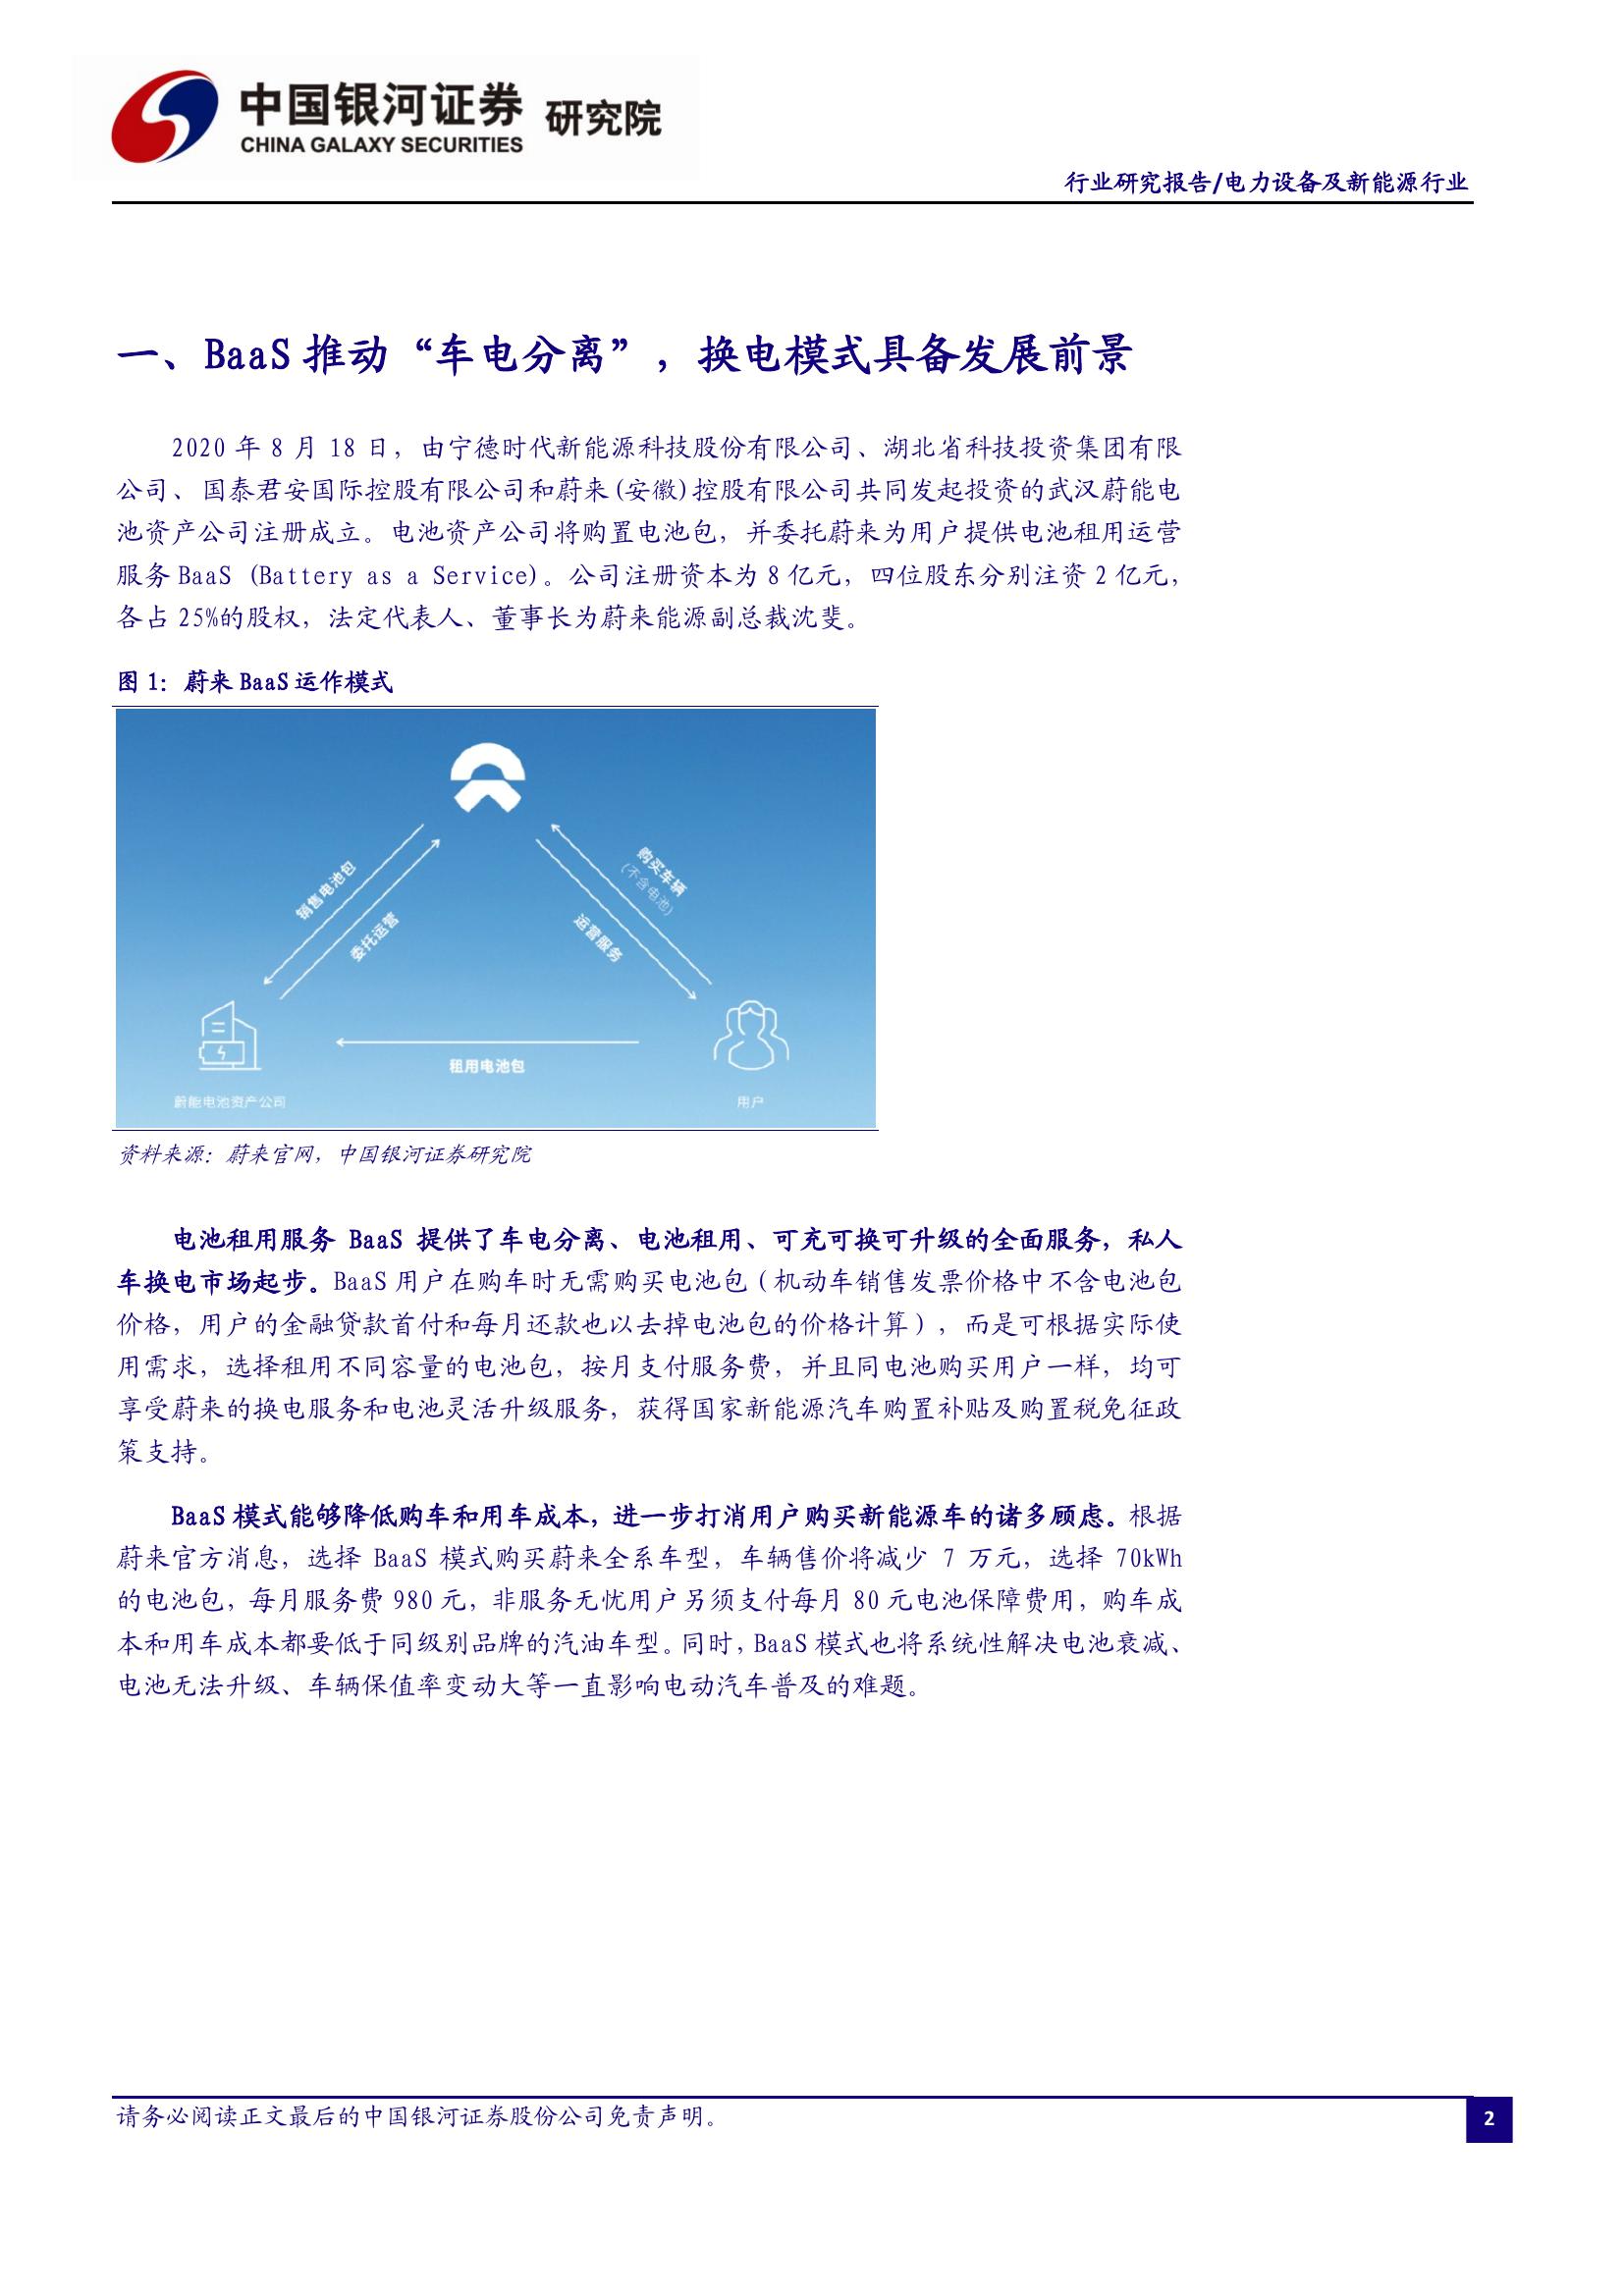 中国银河证券 研究院
CHINA GALAXY SECURITIES
行业研究报告/电力设备及新能源行业
一、BaaS 推动“车电分离”，换电模式具备发展前景
2020 年 8 月 18 日，由宁德时代新能源科技股份有限公司、湖北省科技投资集团有限
公司、国泰君安国际控股有限公司和蔚来(安徽)控股有限公司共同发起投资的武汉蔚能电
池资产公司注册成立。电池资产公司将购置电池包，并委托蔚来为用户提供电池租用运营
服务 BaaS (Battery as a Service)。公司注册资本为 8 亿元，四位股东分别注资 2 亿元，
各占 25%的股权，法定代表人、董事长为蔚来能源副总裁沈斐。
图 1：蔚来 BaaS 运作模式
销售电池包
委托运营
购买车辆
(不含电池)
运营服务
租用电池包
蔚能电池资产公司
用户
资料来源：蔚来官网，中国银河证券研究院
电池租用服务 BaaS 提供了车电分离、电池租用、可充可换可升级的全面服务，私人
车换电市场起步。BaaS 用户在购车时无需购买电池包（机动车销售发票价格中不含电池包
价格，用户的金融贷款首付和每月还款也以去掉电池包的价格计算），而是可根据实际使
用需求，选择租用不同容量的电池包，按月支付服务费，并且同电池购买用户一样，均可
享受蔚来的换电服务和电池灵活升级服务，获得国家新能源汽车购置补贴及购置税免征政
策支持。
BaaS 模式能够降低购车和用车成本，进一步打消用户购买新能源车的诸多顾虑。根据
蔚来官方消息，选择 BaaS 模式购买蔚来全系车型，车辆售价将减少 7 万元，选择 70kWh
的电池包，每月服务费 980 元，非服务无忧用户另须支付每月 80 元电池保障费用，购车成
本和用车成本都要低于同级别品牌的汽油车型。同时，BaaS 模式也将系统性解决电池衰减、
电池无法升级、车辆保值率变动大等一直影响电动汽车普及的难题。
请务必阅读正文最后的中国银河证券股份公司免责声明。
2